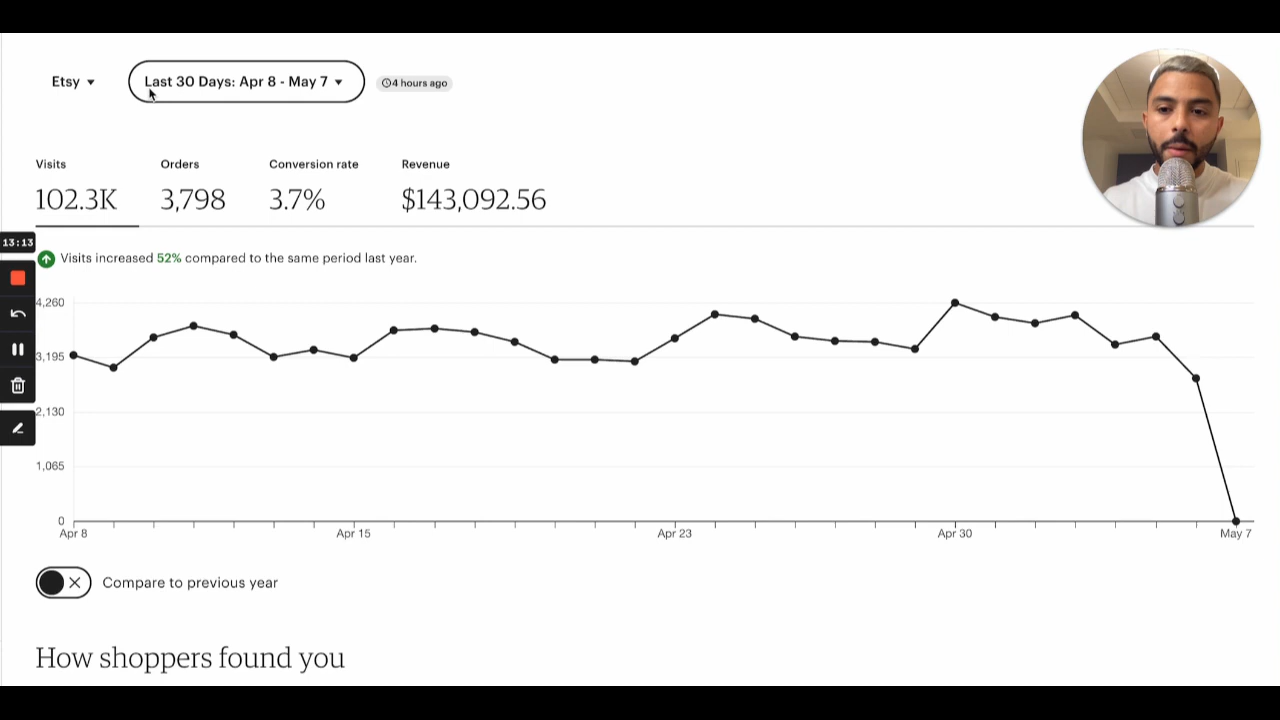 Etsy
Last 30 Days: Apr 8 - May 7
4 hours ago
Visits
Orders
Conversion rate
Revenue
102.3K
3,798
3.7%
$143,092.56
13:13
Visits increased 52% compared to the same period last year.
4,260
3,195
2,130
1,065
0
Apr 8
Apr 15
Apr 23
Apr 30
May 7
Compare to previous year
How shoppers found you